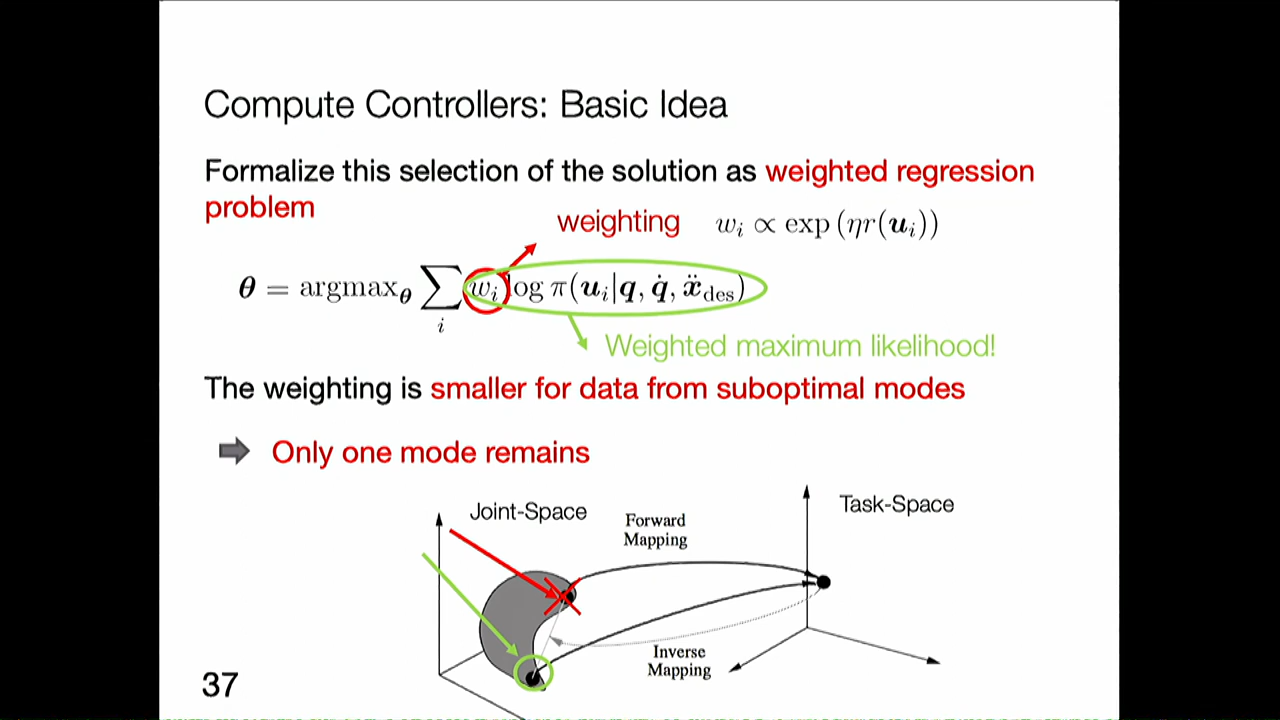 Compute Controllers: Basic Idea
Formalize this selection of the solution as weighted regression
problem
weighting w_i ∝ exp (ηr(u_i))
θ = argmax_θ ∑_i w_i log π(u_i|q, q̇, ẍ_des)
Weighted maximum likelihood!
The weighting is smaller for data from suboptimal modes
Only one mode remains
Joint-Space
Task-Space
Forward
Mapping
Inverse
Mapping
37